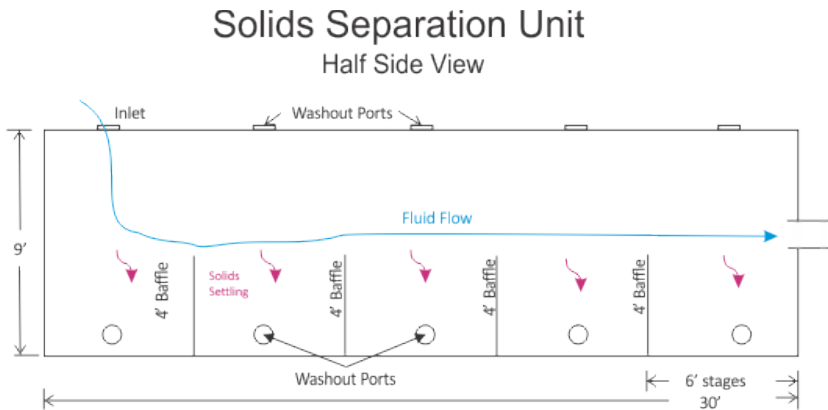 Solids Separation Unit
Half Side View
Inlet
Washout Ports
Fluid Flow
9'
4' Baffle
Solids
Settling
4' Baffle
4' Baffle
4' Baffle
Washout Ports
6' stages
30'